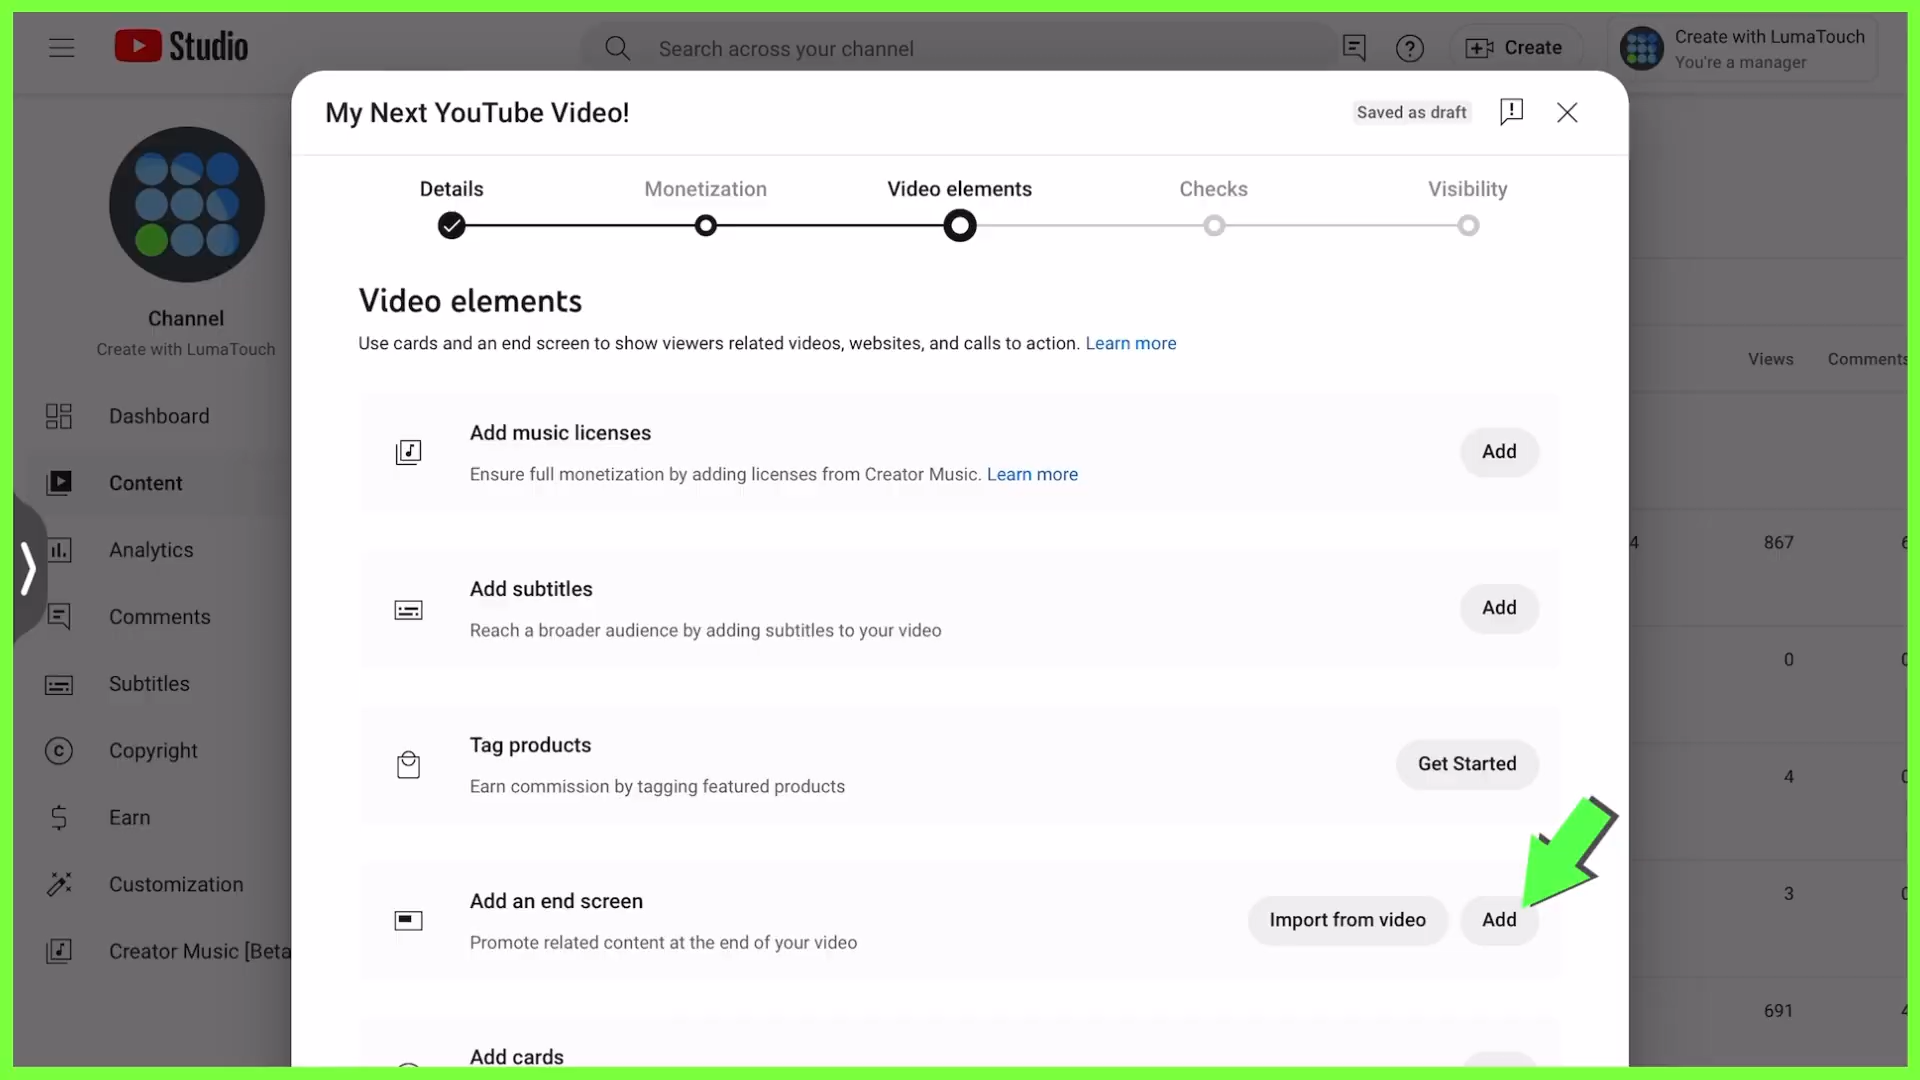 Studio
Search across your channel
Create
Create with LumaTouch
You're a manager
My Next YouTube Video!
Saved as draft
Details
Monetization
Video elements
Checks
Visibility
Video elements
Use cards and an end screen to show viewers related videos, websites, and calls to action. Learn more
Channel
Create with LumaTouch
Dashboard
Content
Analytics
Comments
Subtitles
Copyright
Earn
Customization
Creator Music [Beta
Add music licenses
Ensure full monetization by adding licenses from Creator Music. Learn more
Add
Add subtitles
Reach a broader audience by adding subtitles to your video
Add
Tag products
Earn commission by tagging featured products
Get Started
Add an end screen
Promote related content at the end of your video
Import from video
Add
Add cards
Views
Comments
4
867
0
4
3
691